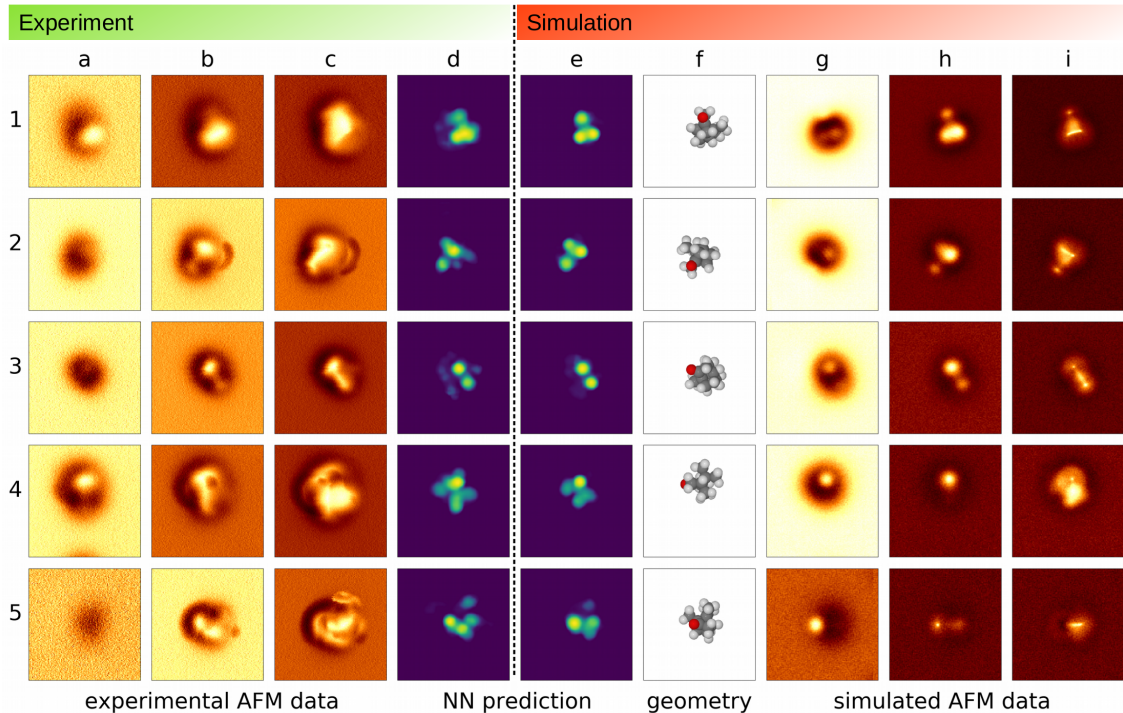 Experiment Simulation
a b c d e f g h i
1
2
3
4
5
experimental AFM data NN prediction geometry simulated AFM data